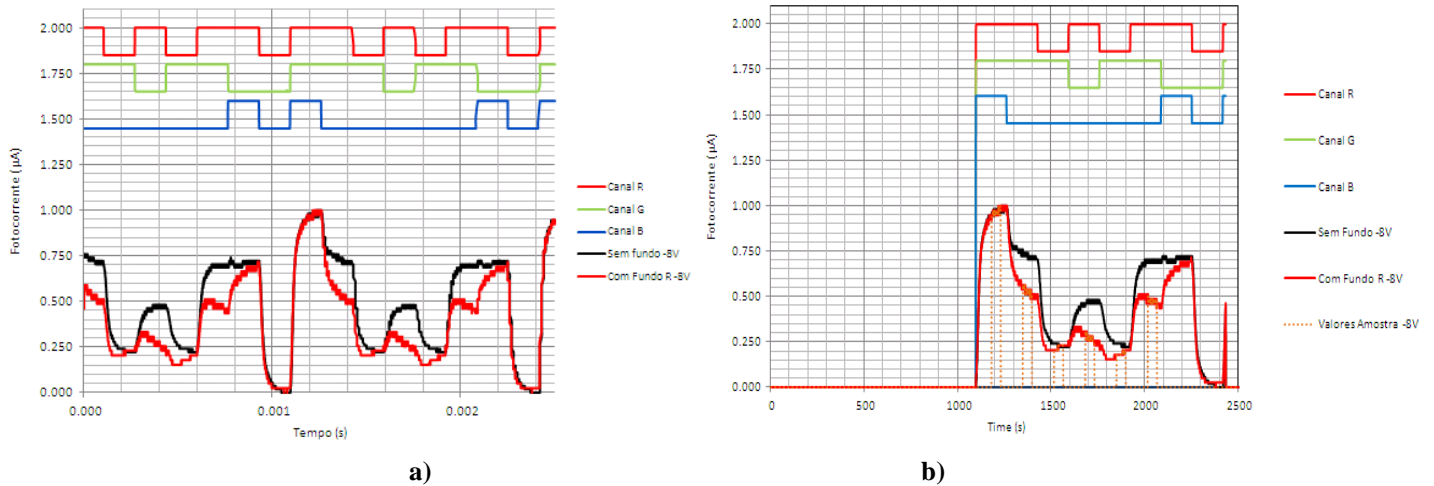 Fotocorrente (µA)
2.000
1.750
1.500
1.250
1.000
0.750
0.500
0.250
0.000
0.000
0.001
0.002
Tempo (s)
Canal R
Canal G
Canal B
Sem Fundo -8V
Com Fundo R -8V
a)
Fotocorrente (µA)
2.000
1.750
1.500
1.250
1.000
0.750
0.500
0.250
0.000
0
500
1000
1500
2000
2500
Time (s)
Canal R
Canal G
Canal B
Sem Fundo -8V
Com Fundo R -8V
Valores Amostra -8V
b)